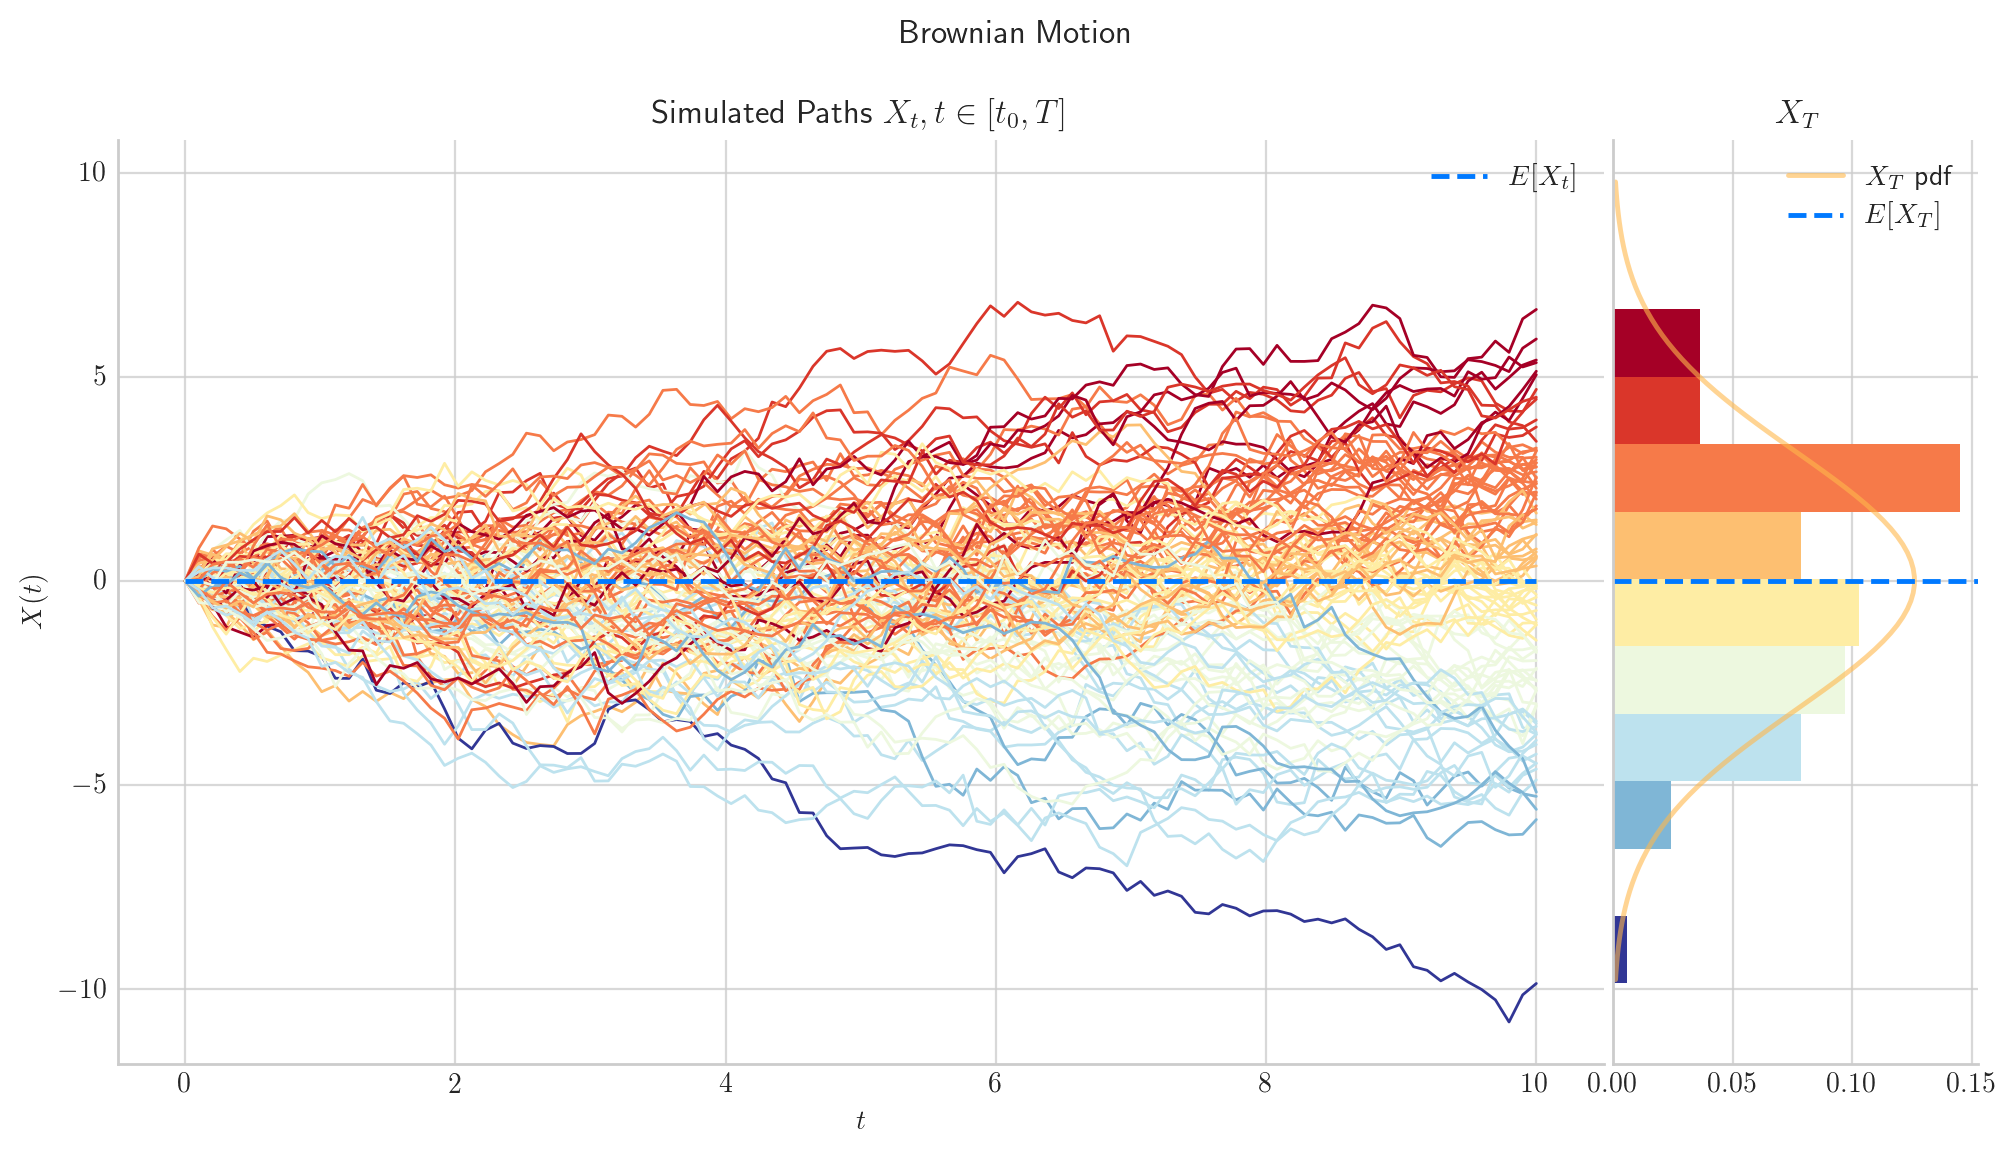 Brownian Motion
Simulated Paths $X_t, t \in [t_0, T]$
$X_T$
$E[X_t]$
$X_T$ pdf
$E[X_T]$
10
5
0
−5
−10
$X(t)$
0 2 4 6 8 10
0.00 0.05 0.10 0.15
$t$